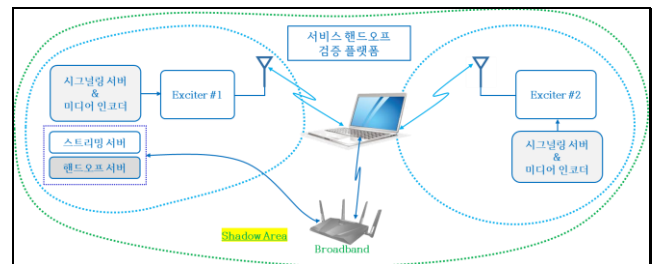 서비스 핸드오프
검증 플랫폼
시그널링 서버
&
미디어 인코더
Exciter #1
스트리밍 서버
핸드오프 서버
Exciter #2
시그널링 서버
&
미디어 인코더
Shadow Area
Broadband